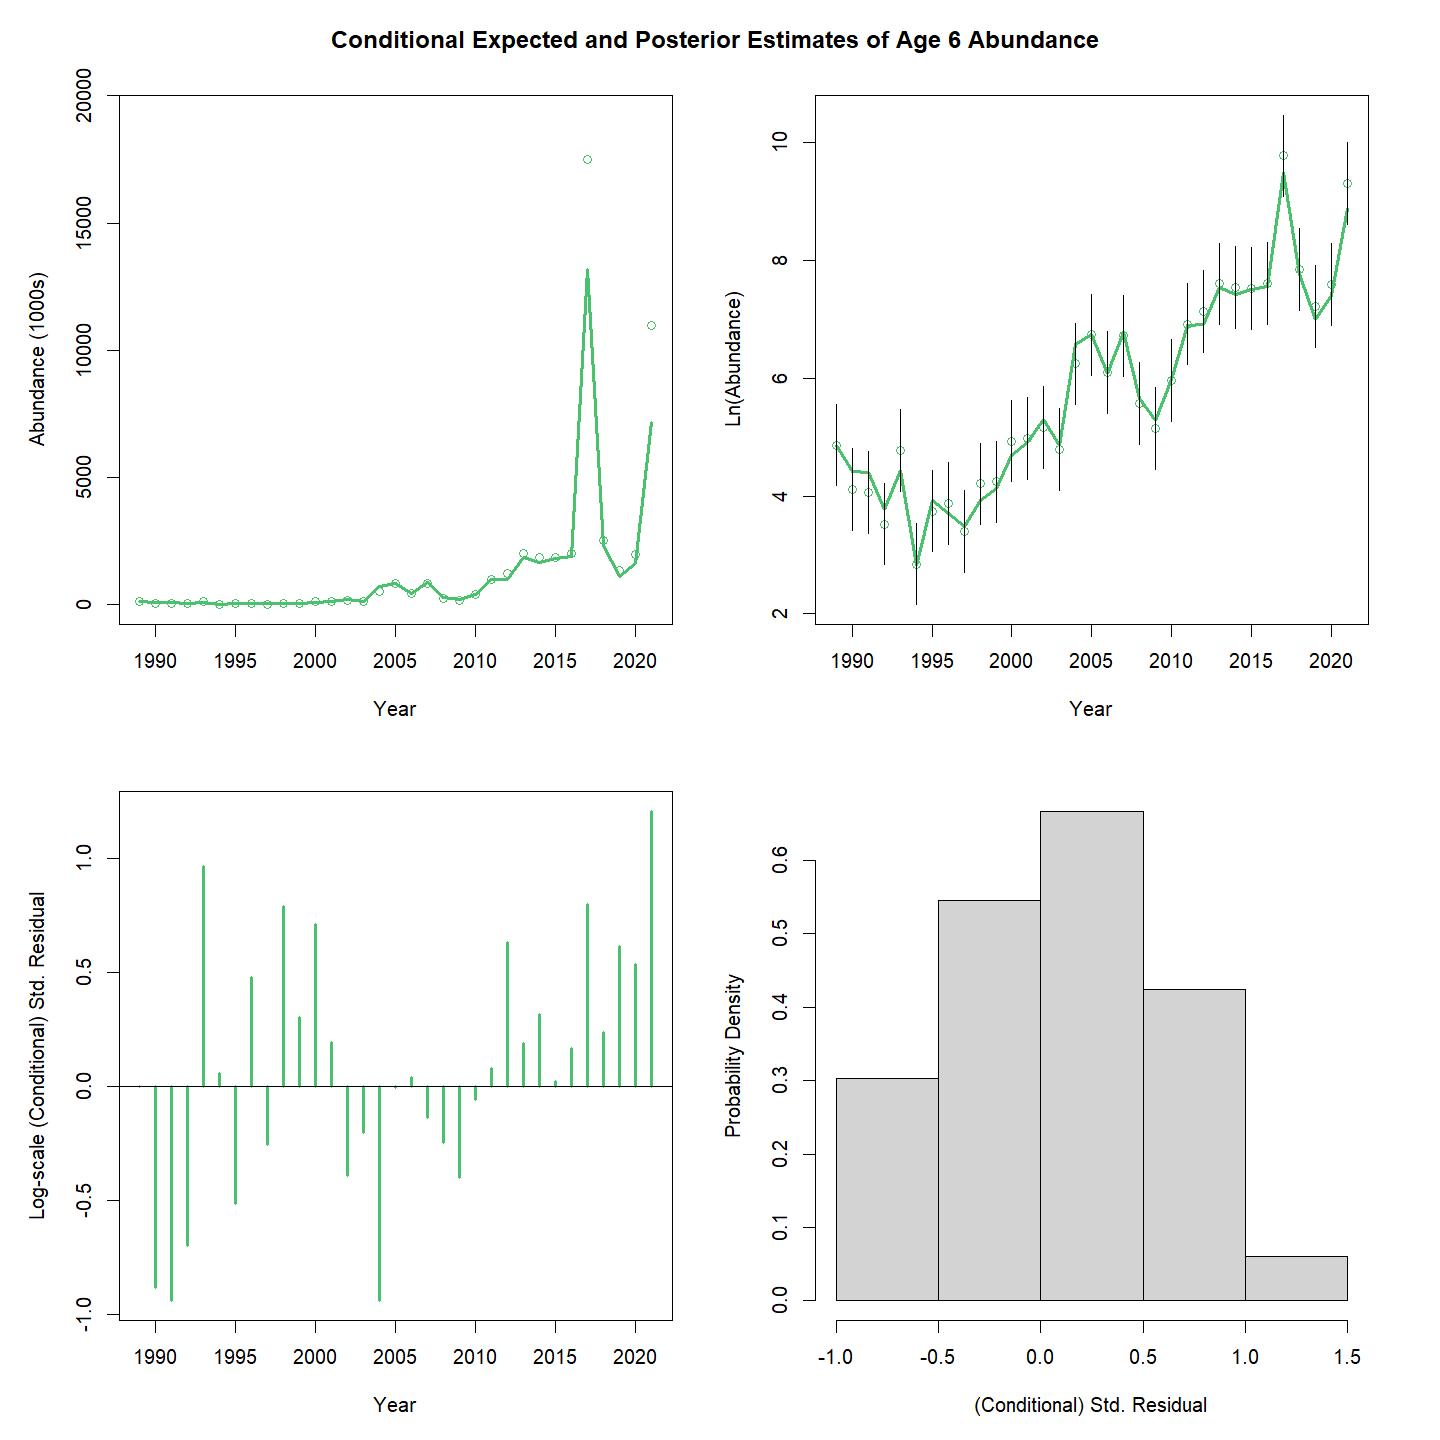 Conditional Expected and Posterior Estimates of Age 6 Abundance
Abundance (1000s)
20000
15000
10000
5000
0
1990 1995 2000 2005 2010 2015 2020
Year
Ln(Abundance)
10
8
6
4
2
1990 1995 2000 2005 2010 2015 2020
Year
Log-scale (Conditional) Std. Residual
1.0
0.5
0.0
-0.5
-1.0
1990 1995 2000 2005 2010 2015 2020
Year
Probability Density
0.6
0.5
0.4
0.3
0.2
0.1
0.0
-1.0 -0.5 0.0 0.5 1.0 1.5
(Conditional) Std. Residual